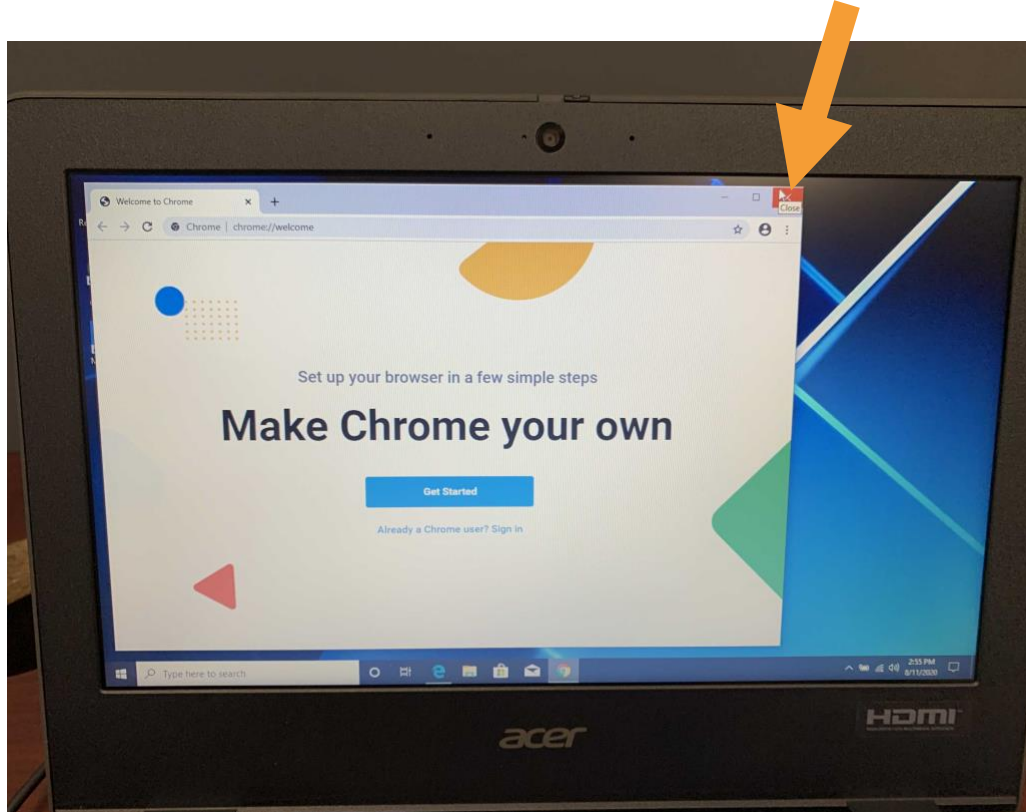 Welcome to Chrome
Close
Chrome | chrome://welcome
Set up your browser in a few simple steps
Make Chrome your own
Get Started
Already a Chrome user? Sign in
Type here to search
2:55 PM
8/11/2020
acer
HDMI